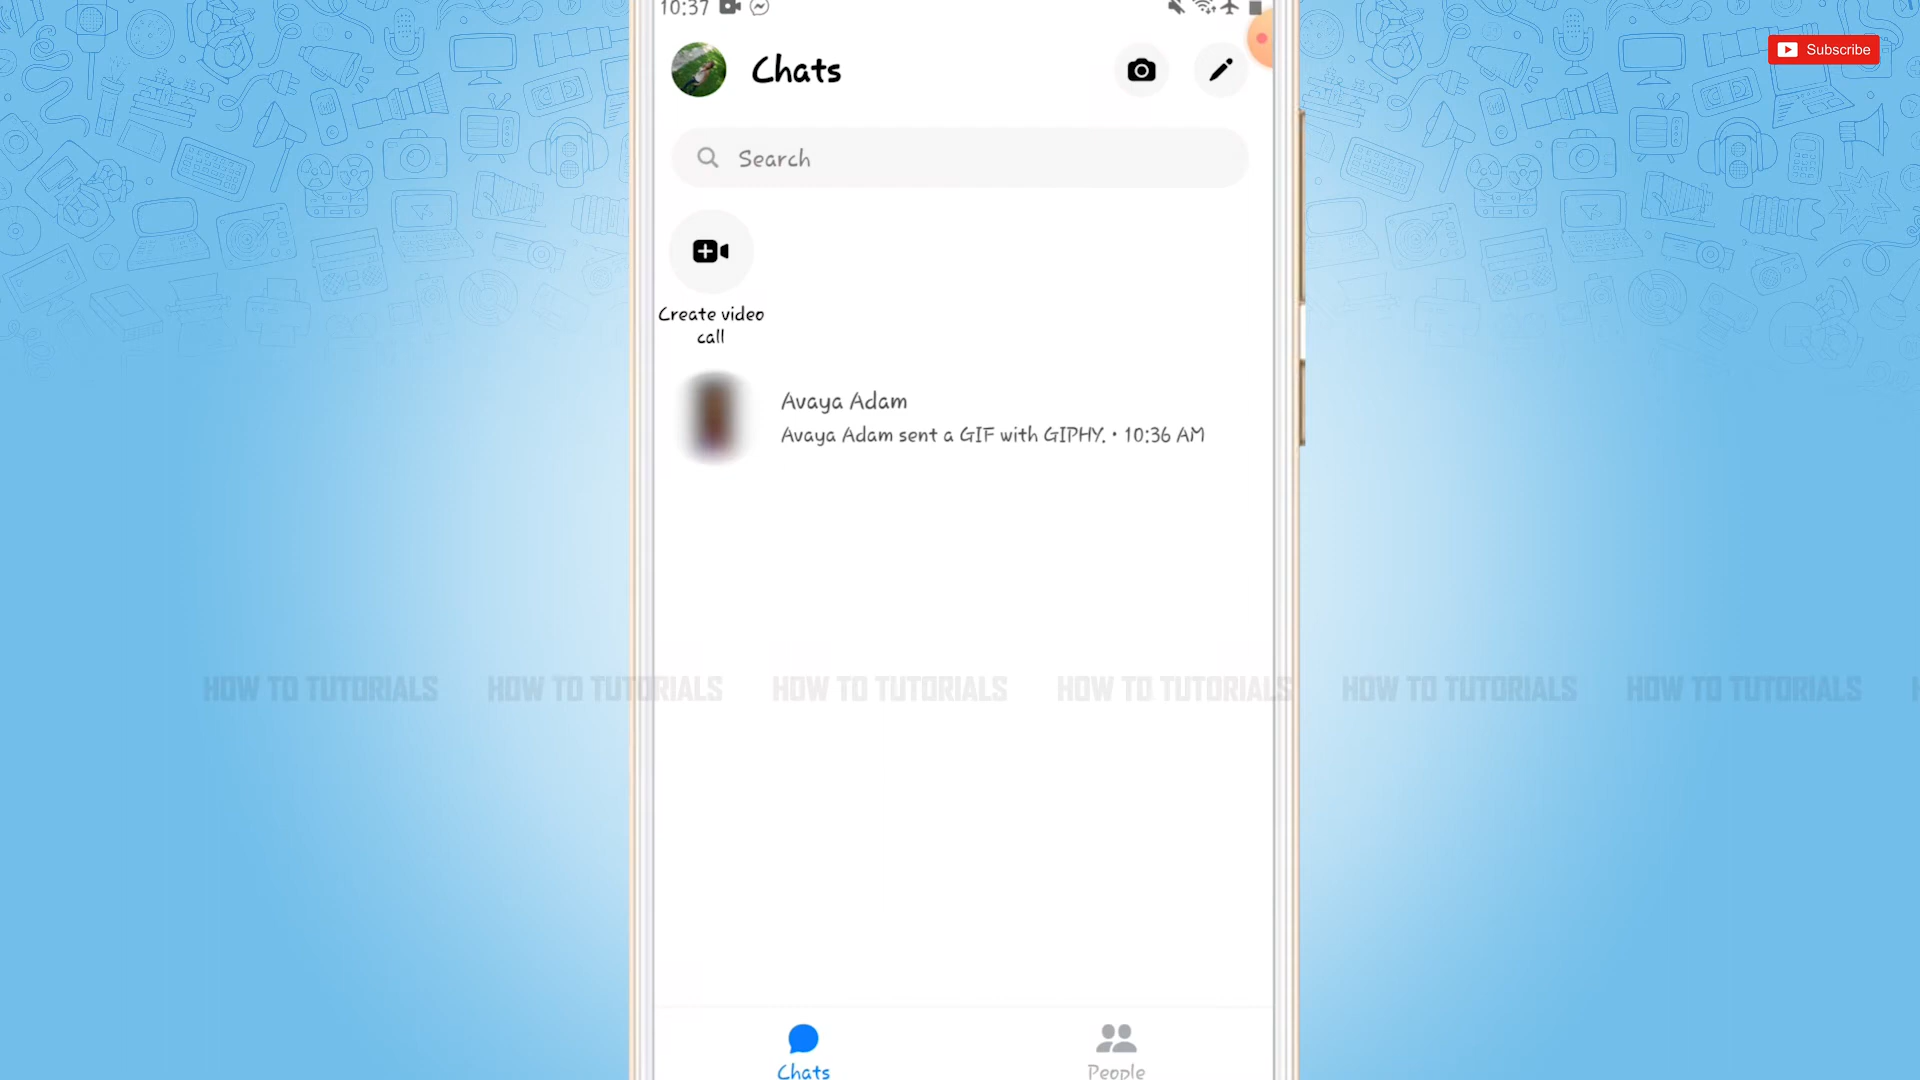 10:37
Subscribe
Chats
Search
Create video
call
Avaya Adam
Avaya Adam sent a GIF with GIPHY. • 10:36 AM
HOW TO TUTORIALS HOW TO TUTORIALS HOW TO TUTORIALS HOW TO TUTORIALS HOW TO TUTORIALS HOW TO TUTORIALS
Chats
People